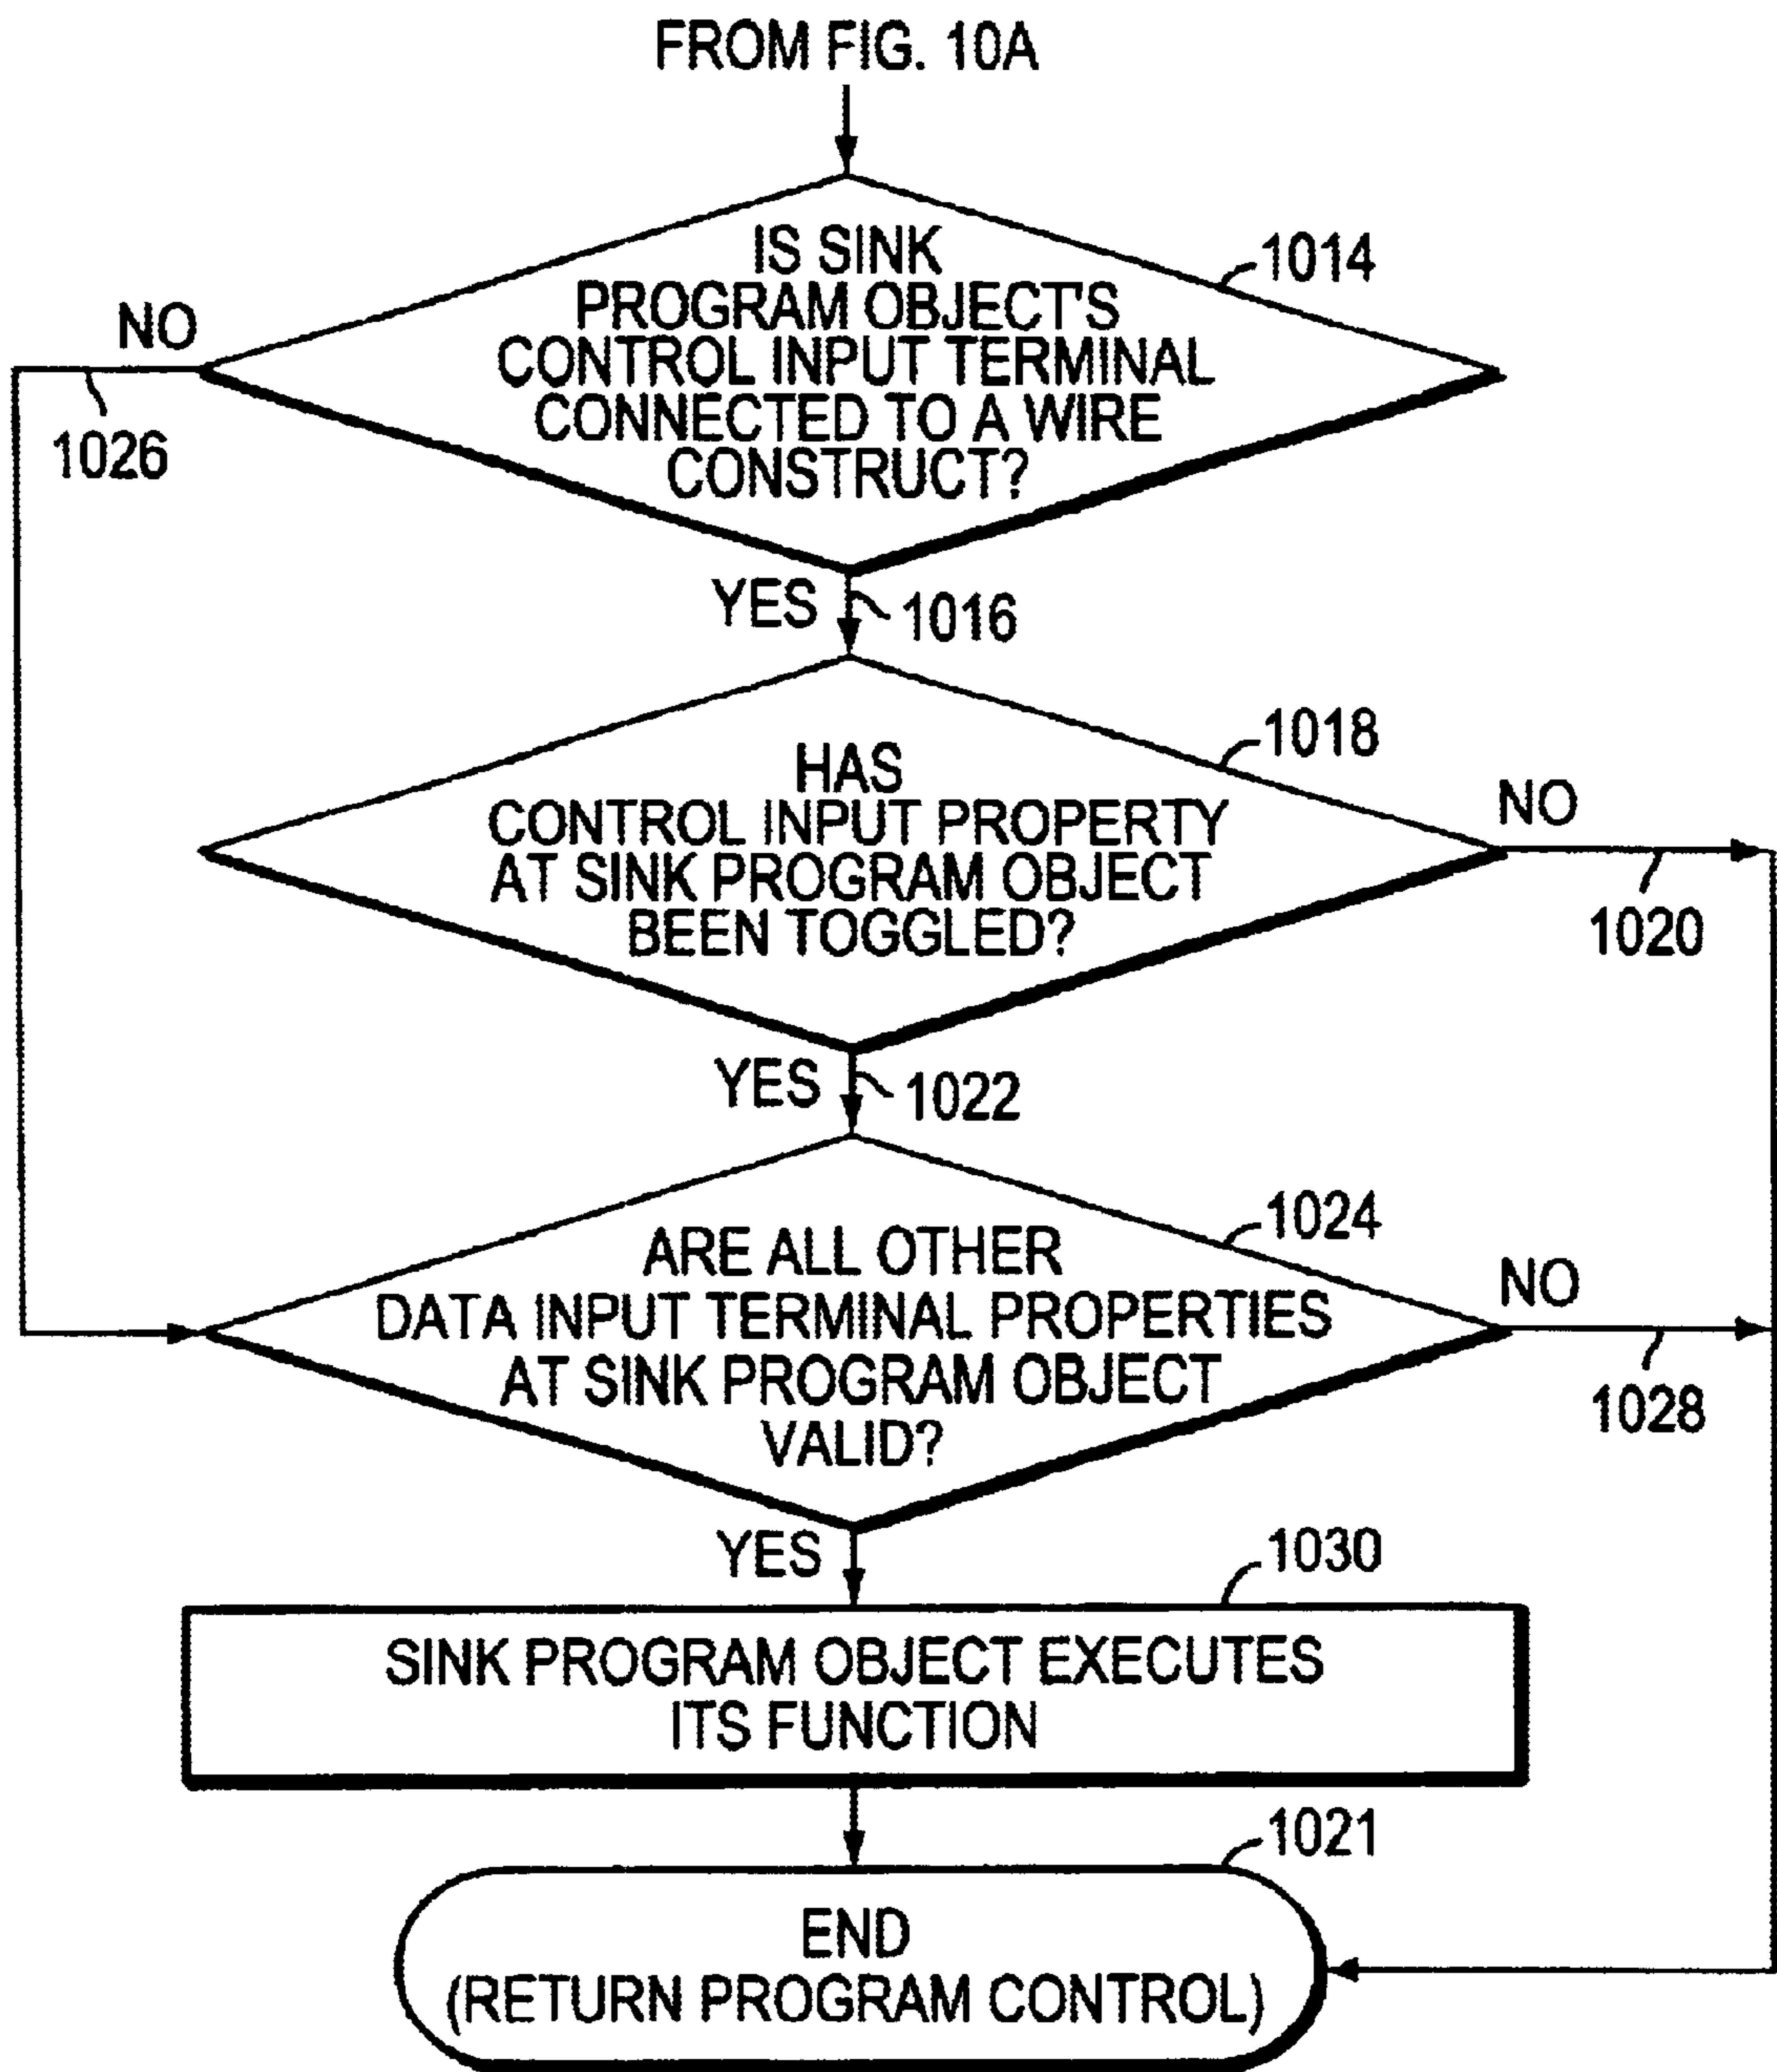 FROM FIG. 10A
IS SINK
PROGRAM OBJECT'S
CONTROL INPUT TERMINAL
CONNECTED TO A WIRE
CONSTRUCT?
1014
NO
1026
YES
1016
HAS
CONTROL INPUT PROPERTY
AT SINK PROGRAM OBJECT
BEEN TOGGLED?
1018
NO
1020
YES
1022
ARE ALL OTHER
DATA INPUT TERMINAL PROPERTIES
AT SINK PROGRAM OBJECT
VALID?
1024
NO
1028
YES
1030
SINK PROGRAM OBJECT EXECUTES
ITS FUNCTION
1021
END
(RETURN PROGRAM CONTROL)